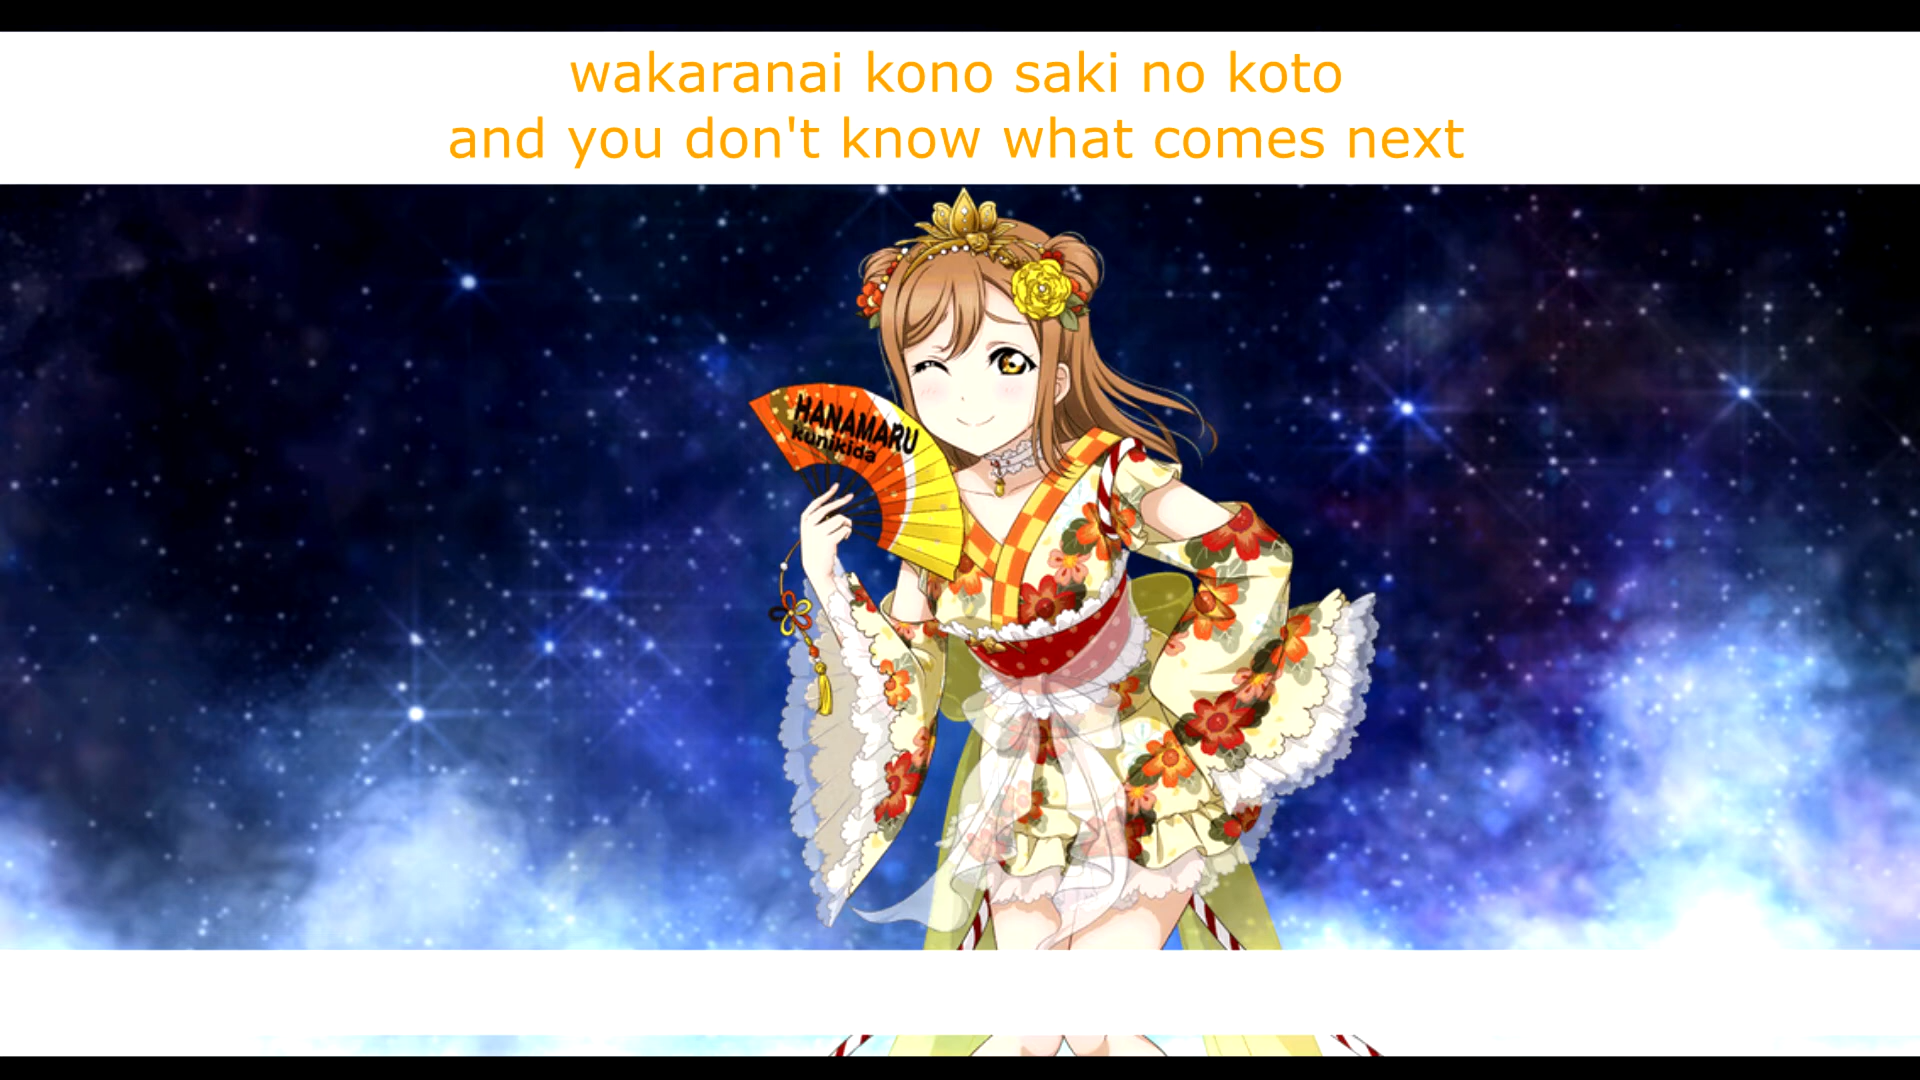 wakaranai kono saki no koto
and you don't know what comes next
HANAMARU
kunikida